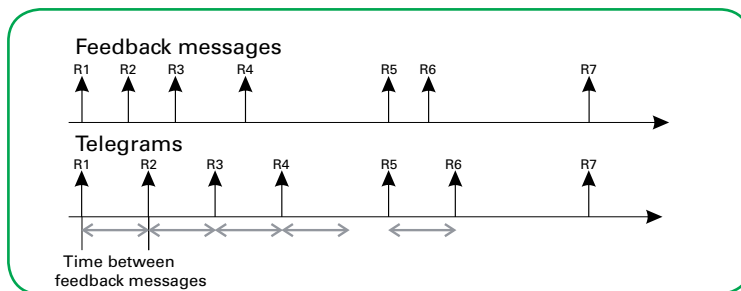 Feedback messages
R1 R2 R3 R4 R5 R6 R7
Telegrams
R1 R2 R3 R4 R5 R6 R7
Time between
feedback messages